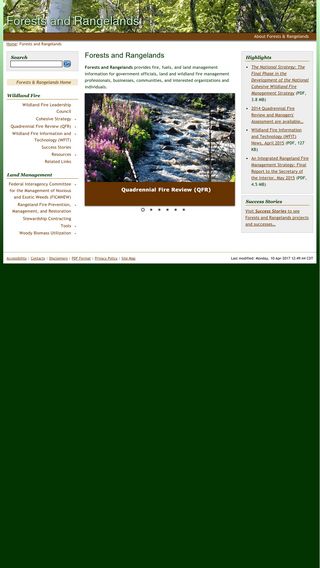 Forests and Rangelands
About Forests & Rangelands
Home: Forests and Rangelands
Search
Forests & Rangelands Home
Wildland Fire
Wildland Fire Leadership
Council
Cohesive Strategy
Quadrennial Fire Review (QFR)
Wildland Fire Information and
Technology (WFIT)
Success Stories
Resources
Related Links
Land Management
Federal Interagency Committee
for the Management of Noxious
and Exotic Weeds (FICMNEW)
Rangeland Fire Prevention,
Management, and Restoration
Stewardship Contracting
Tools
Woody Biomass Utilization
Forests and Rangelands
Forests and Rangelands provides fire, fuels, and land management
information for government officials, land and wildland fire management
professionals, businesses, communities, and interested organizations and
individuals.
Quadrennial Fire Review (QFR)
Highlights
The National Strategy: The
Final Phase in the
Development of the National
Cohesive Wildland Fire
Management Strategy (PDF,
3.8 MB)
2014 Quadrennial Fire
Review and Managers
Assessment are available...
Wildland Fire Information
and Technology (WFIT)
News, April 2015 (PDF, 127
KB)
An Integrated Rangeland Fire
Management Strategy: Final
Report to the Secretary of
the Interior, May 2015 (PDF,
4.5 MB)
Success Stories
Visit Success Stories to see
Forests and Rangelands projects
and successes...
Accessibility | Contacts | Disclaimers | PDF Format | Privacy Policy | Site Map
Last modified: Monday, 10 Apr 2017 12:49:44 CDT